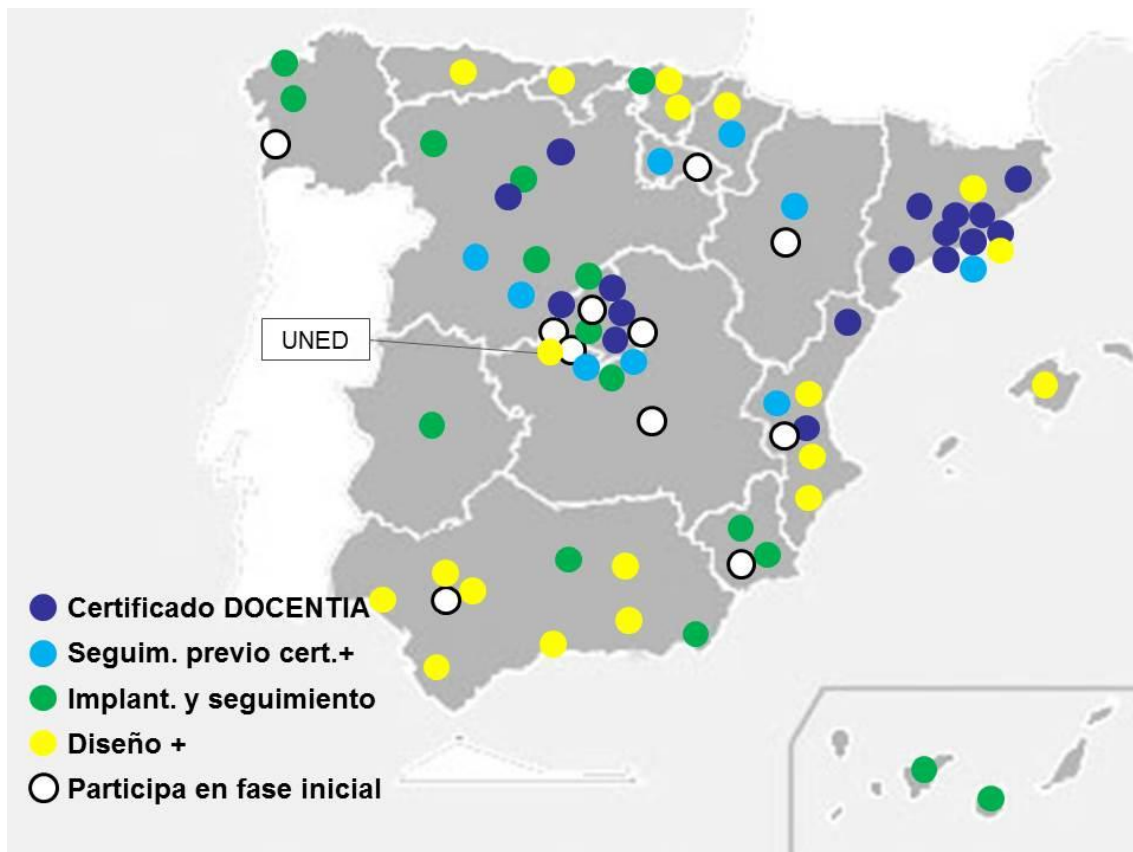 UNED
Certificado DOCENTIA
Seguim. previo cert.+
Implant. y seguimiento
Diseño +
Participa en fase inicial